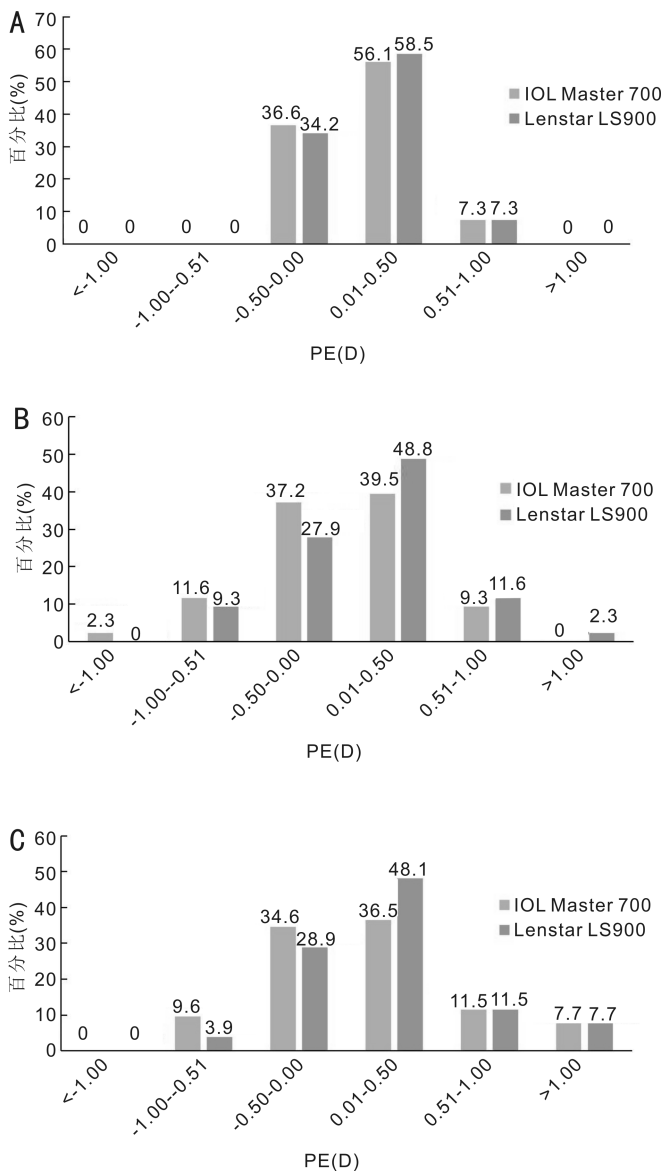 A
70
60
50
40
30
20
10
0
百分比(%)
0 0 0 0 36.6 34.2 56.1 58.5 7.3 7.3 0 0
IOL Master 700
Lenstar LS900
<-1.00 -1.00--0.51 -0.50-0.00 0.01-0.50 0.51-1.00 >1.00
PE(D)
B
60
50
40
30
20
10
0
百分比(%)
2.3 0 11.6 9.3 37.2 27.9 39.5 48.8 9.3 11.6 0 2.3
IOL Master 700
Lenstar LS900
<-1.00 -1.00--0.51 -0.50-0.00 0.01-0.50 0.51-1.00 >1.00
PE(D)
C
60
50
40
30
20
10
0
百分比(%)
0 0 9.6 3.9 34.6 28.9 36.5 48.1 11.5 11.5 7.7 7.7
IOL Master 700
Lenstar LS900
<-1.00 -1.00--0.51 -0.50-0.00 0.01-0.50 0.51-1.00 >1.00
PE(D)